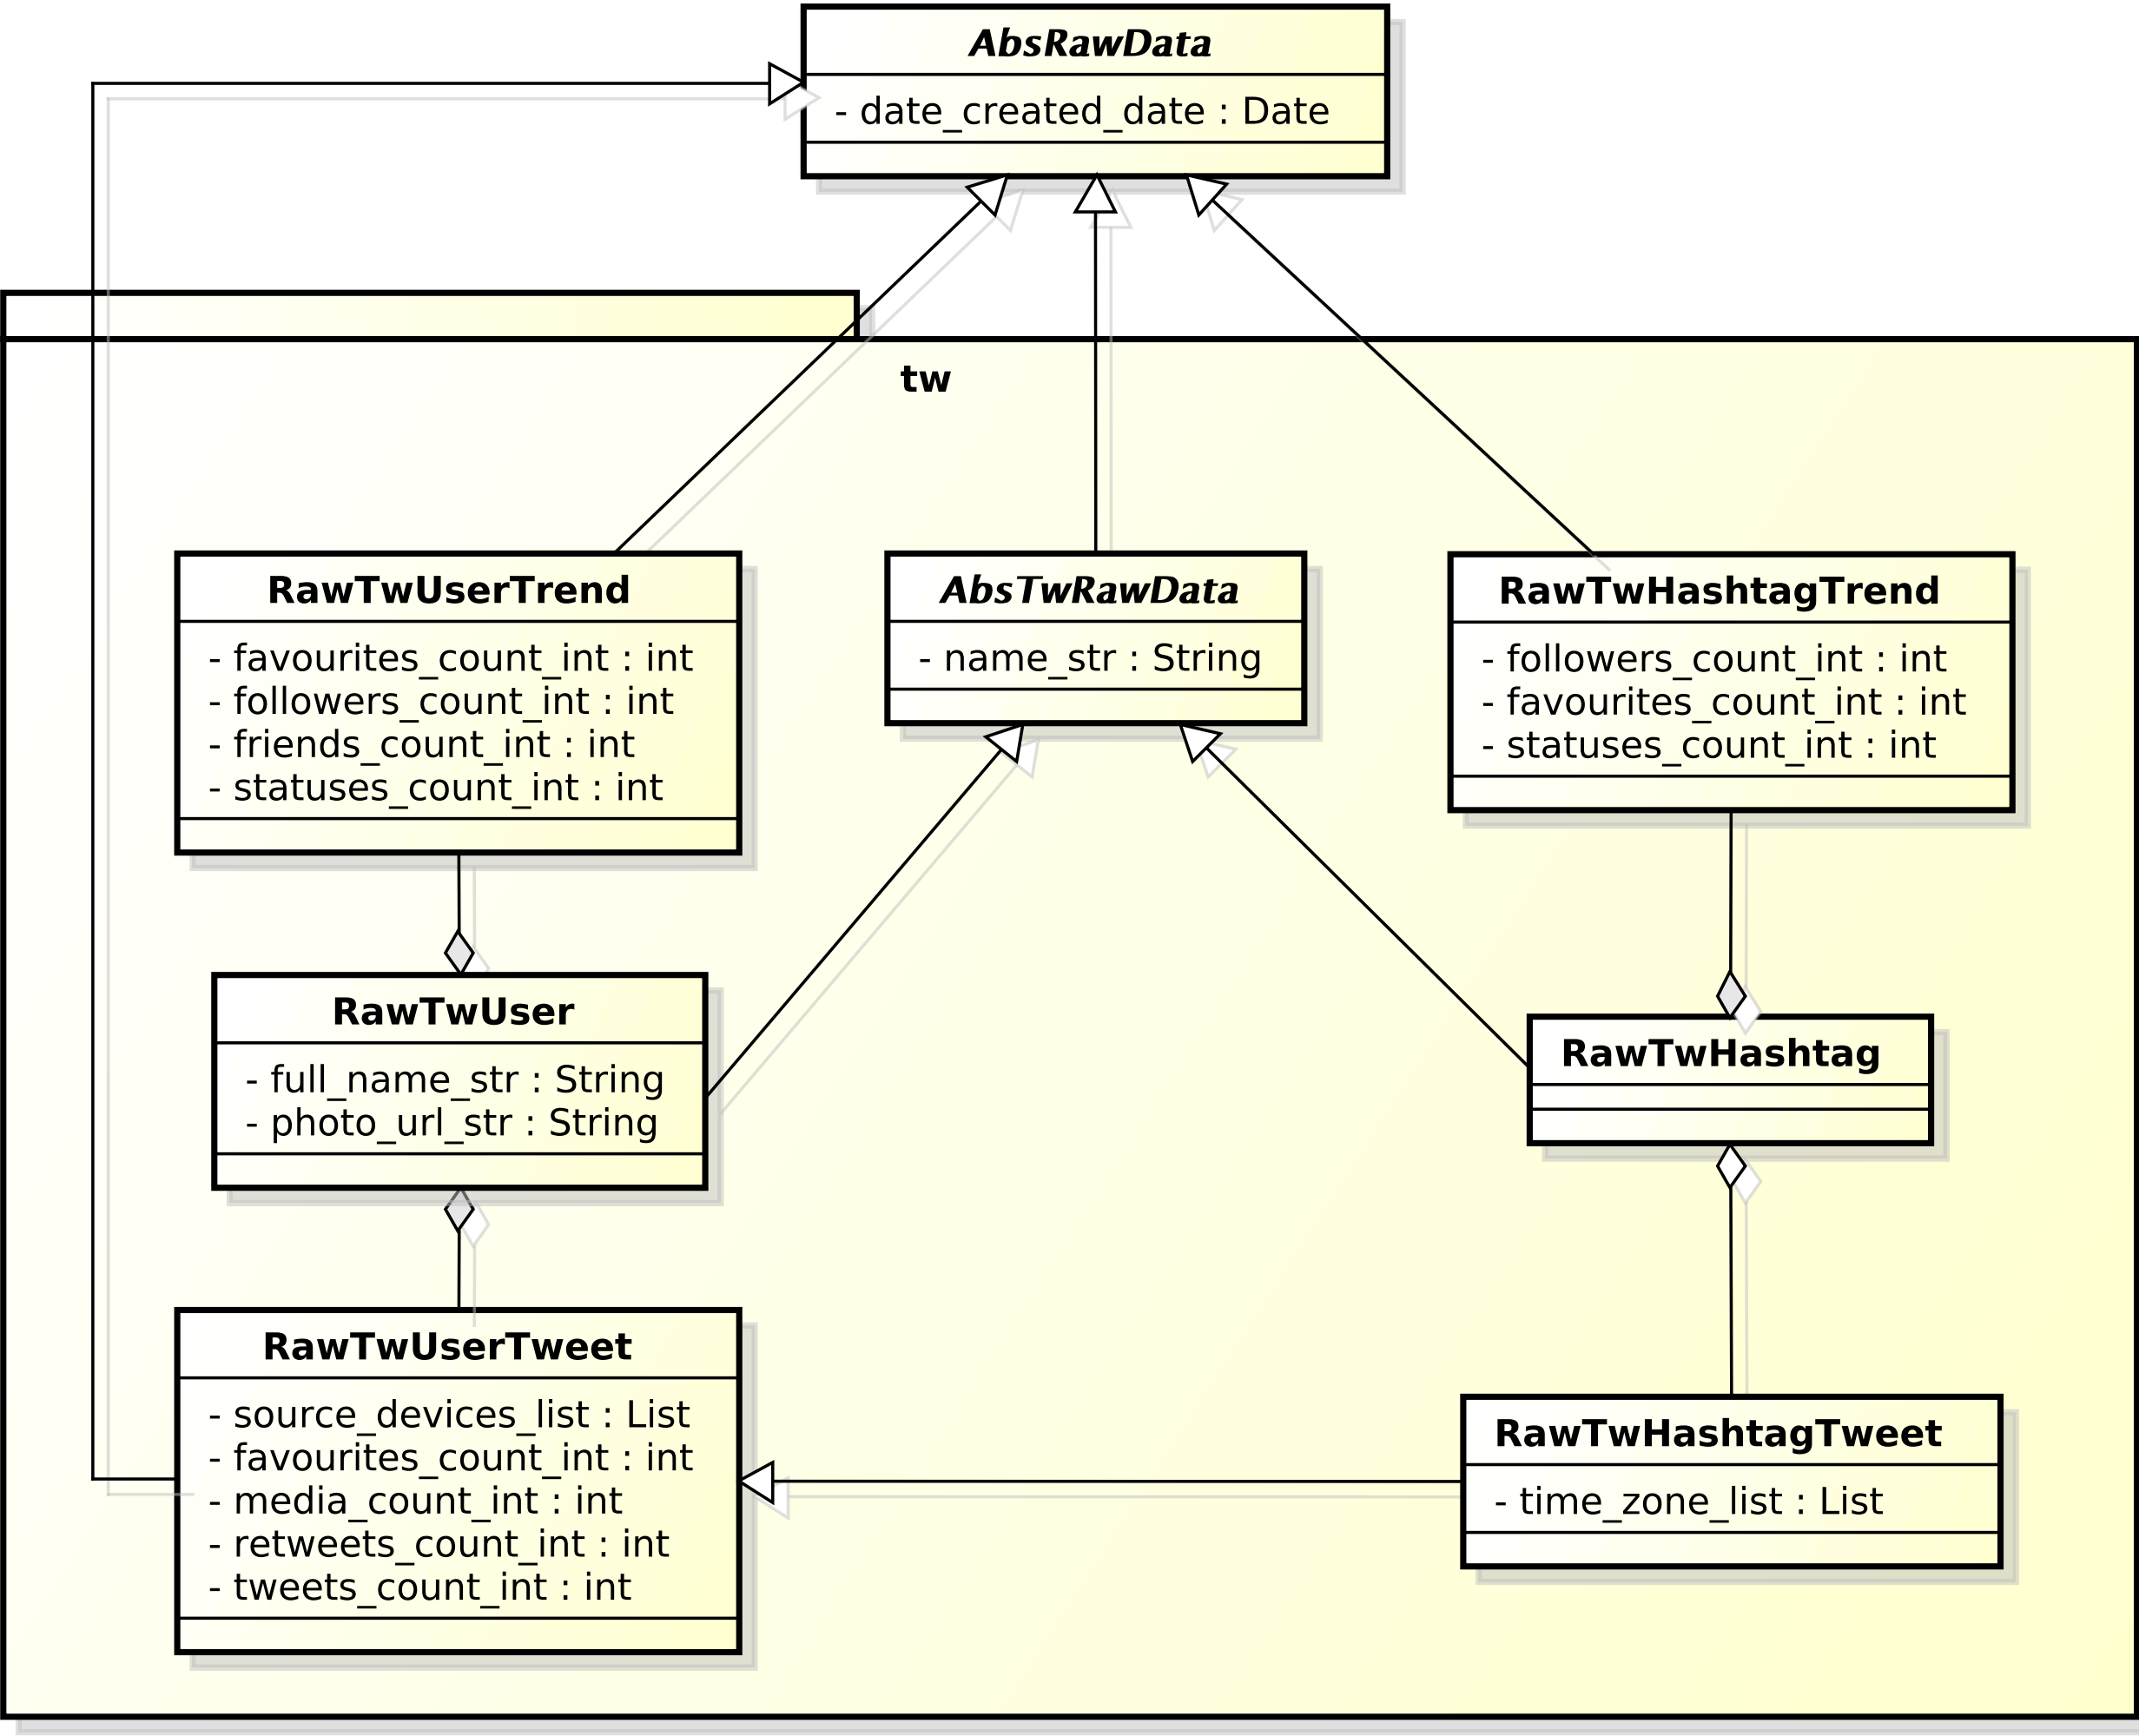 AbsRawData
- date_created_date : Date
tw
RawTwUserTrend
- favourites_count_int : int
- followers_count_int : int
- friends_count_int : int
- statuses_count_int : int
AbsTwRawData
- name_str : String
RawTwHashtagTrend
- followers_count_int : int
- favourites_count_int : int
- statuses_count_int : int
RawTwUser
- full_name_str : String
- photo_url_str : String
RawTwHashtag
RawTwUserTweet
- source_devices_list : List
- favourites_count_int : int
- media_count_int : int
- retweets_count_int : int
- tweets_count_int : int
RawTwHashtagTweet
- time_zone_list : List